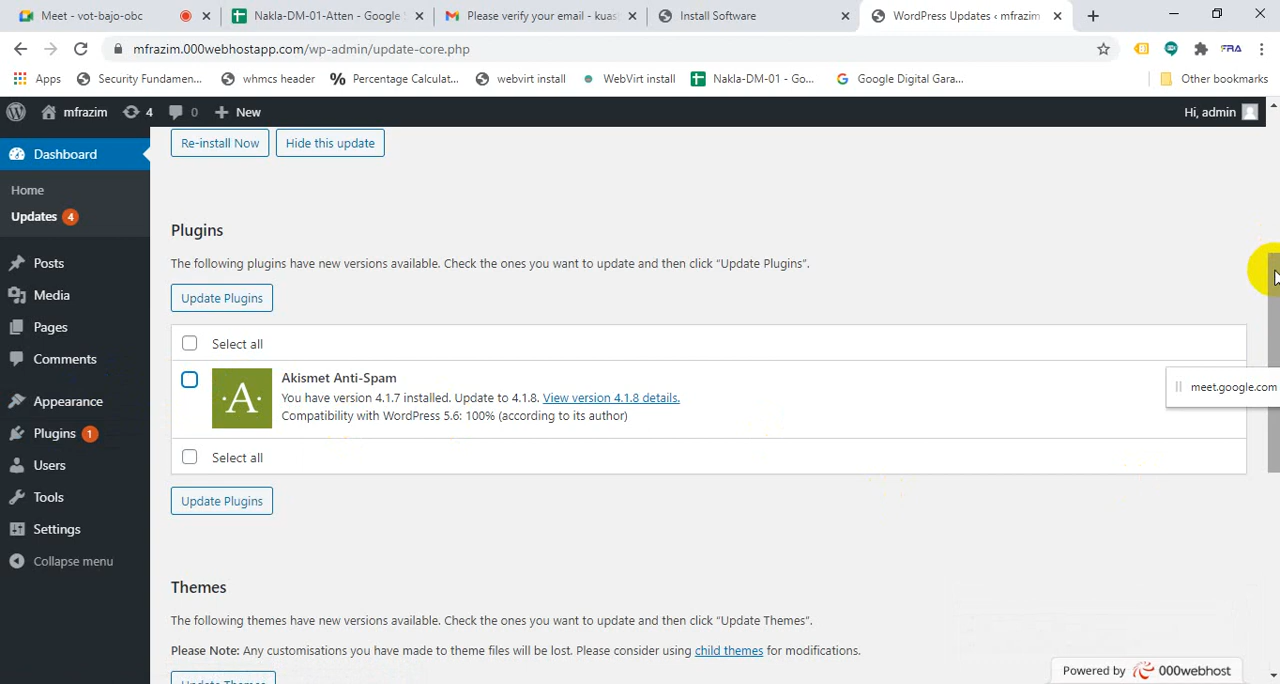 Meet - vot-bajo-obc
Nakla-DM-01-Atten - Google S
Please verify your email - kuas
Install Software
WordPress Updates ‹ mfrazim
mfrazim.000webhostapp.com/wp-admin/update-core.php
Apps
Security Fundamen...
whmcs header
Percentage Calculat...
webvirt install
WebVirt install
Nakla-DM-01 - Go...
Google Digital Gara...
Other bookmarks
mfrazim
4
0
New
Hi, admin
Dashboard
Home
Updates 4
Posts
Media
Pages
Comments
Appearance
Plugins 1
Users
Tools
Settings
Collapse menu
Re-install Now
Hide this update
Plugins
The following plugins have new versions available. Check the ones you want to update and then click “Update Plugins”.
Update Plugins
Select all
Akismet Anti-Spam
You have version 4.1.7 installed. Update to 4.1.8. View version 4.1.8 details.
Compatibility with WordPress 5.6: 100% (according to its author)
Select all
Update Plugins
meet.google.com
Themes
The following themes have new versions available. Check the ones you want to update and then click “Update Themes”.
Please Note: Any customisations you have made to theme files will be lost. Please consider using child themes for modifications.
Update Themes
Powered by 000webhost